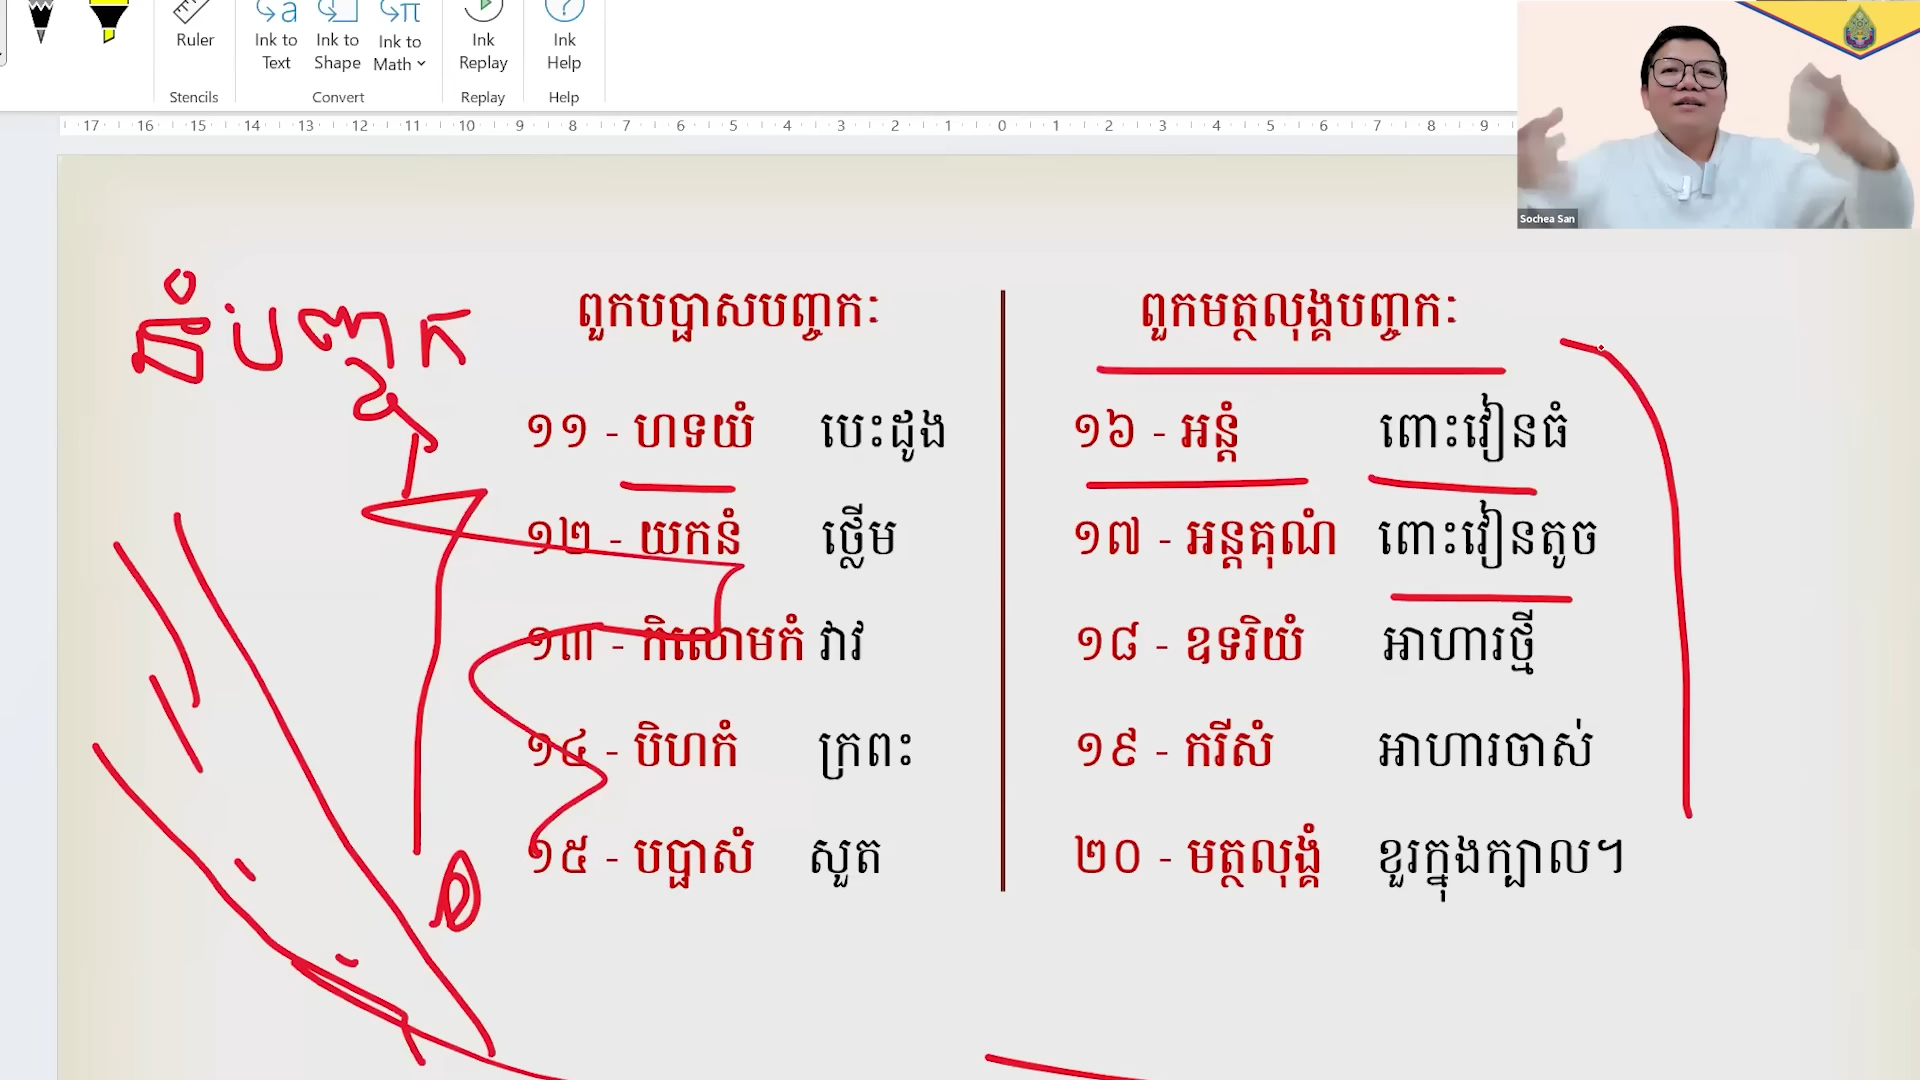 Ruler
Ink to Text
Ink to Shape
Ink to Math
Ink Replay
Ink Help
Stencils
Convert
Replay
Help
17 16 15 14 13 12 11 10 9 8 7 6 5 4 3 2 1 0 1 2 3 4 5 6 7 8 9
Sochea San
នំបញ្ចុក
ពួកបប្ផាសបញ្ចកៈ
១១ - ហទយំ បេះដូង
១២ - យកនំ ថ្លើម
១៣ - កិលោមកំ វាវ
១៤ - បិហកំ ក្រពះ
១៥ - បប្ផាសំ សួត
ពួកមត្ថលុង្គបញ្ចកៈ
១៦ - អន្តំ ពោះវៀនធំ
១៧ - អន្តគុណំ ពោះវៀនតូច
១៨ - ឧទរិយំ អាហារថ្មី
១៩ - ករីសំ អាហារចាស់
២០ - មត្ថលុង្គំ ខួរក្នុងក្បាល។